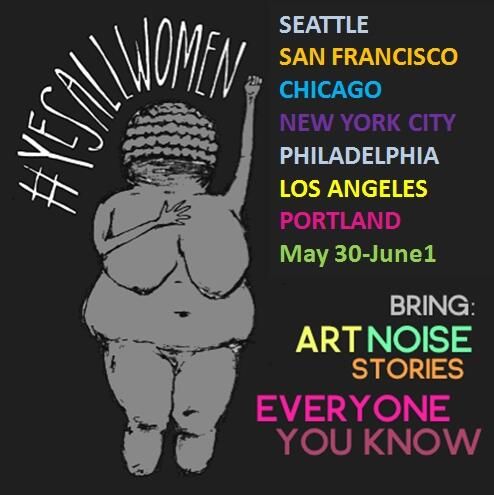 #YESALLWOMEN
SEATTLE
SAN FRANCISCO
CHICAGO
NEW YORK CITY
PHILADELPHIA
LOS ANGELES
PORTLAND
May 30-June1
BRING:
ART NOISE
STORIES
EVERYONE
YOU KNOW